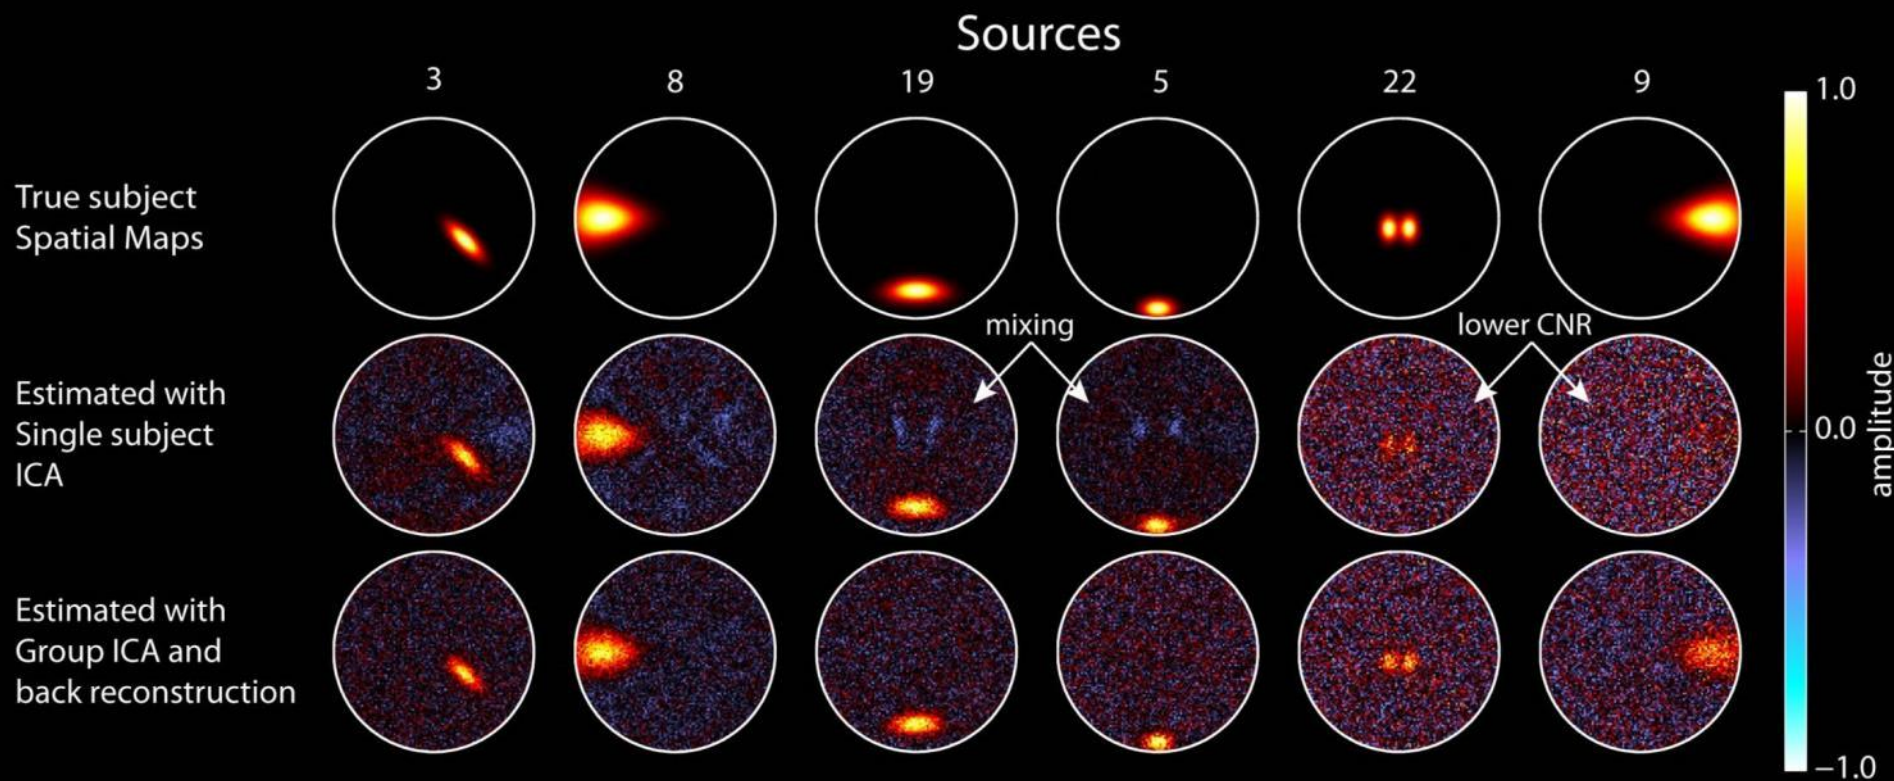 Sources
3 8 19 5 22 9
True subject
Spatial Maps
mixing
lower CNR
Estimated with
Single subject
ICA
Estimated with
Group ICA and
back reconstruction
1.0
0.0
−1.0
amplitude